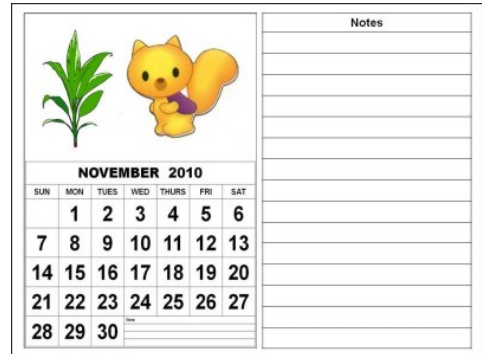 Notes
NOVEMBER 2010
SUN MON TUES WED THURS FRI SAT
1 2 3 4 5 6
7 8 9 10 11 12 13
14 15 16 17 18 19 20
21 22 23 24 25 26 27
28 29 30